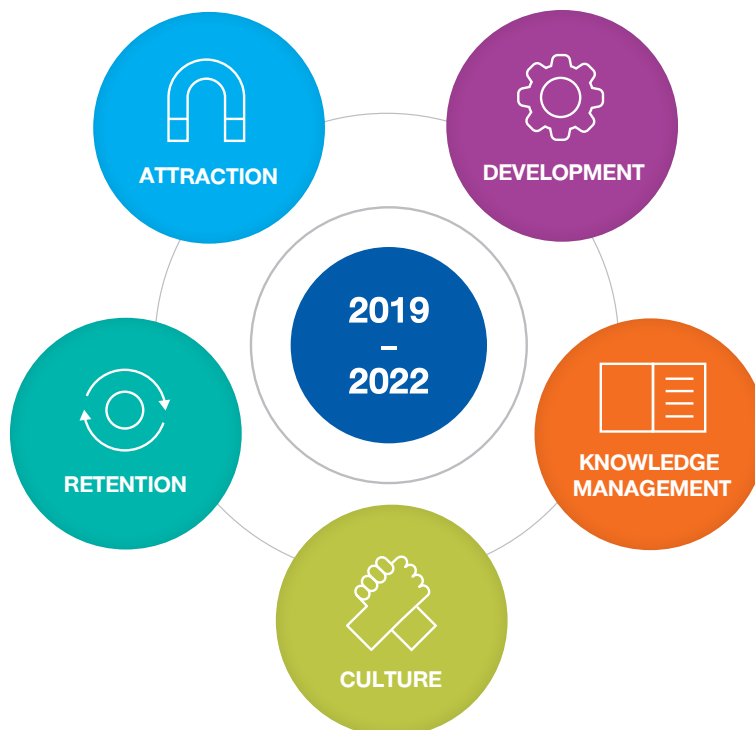 ATTRACTION
DEVELOPMENT
2019
–
2022
RETENTION
KNOWLEDGE
MANAGEMENT
CULTURE